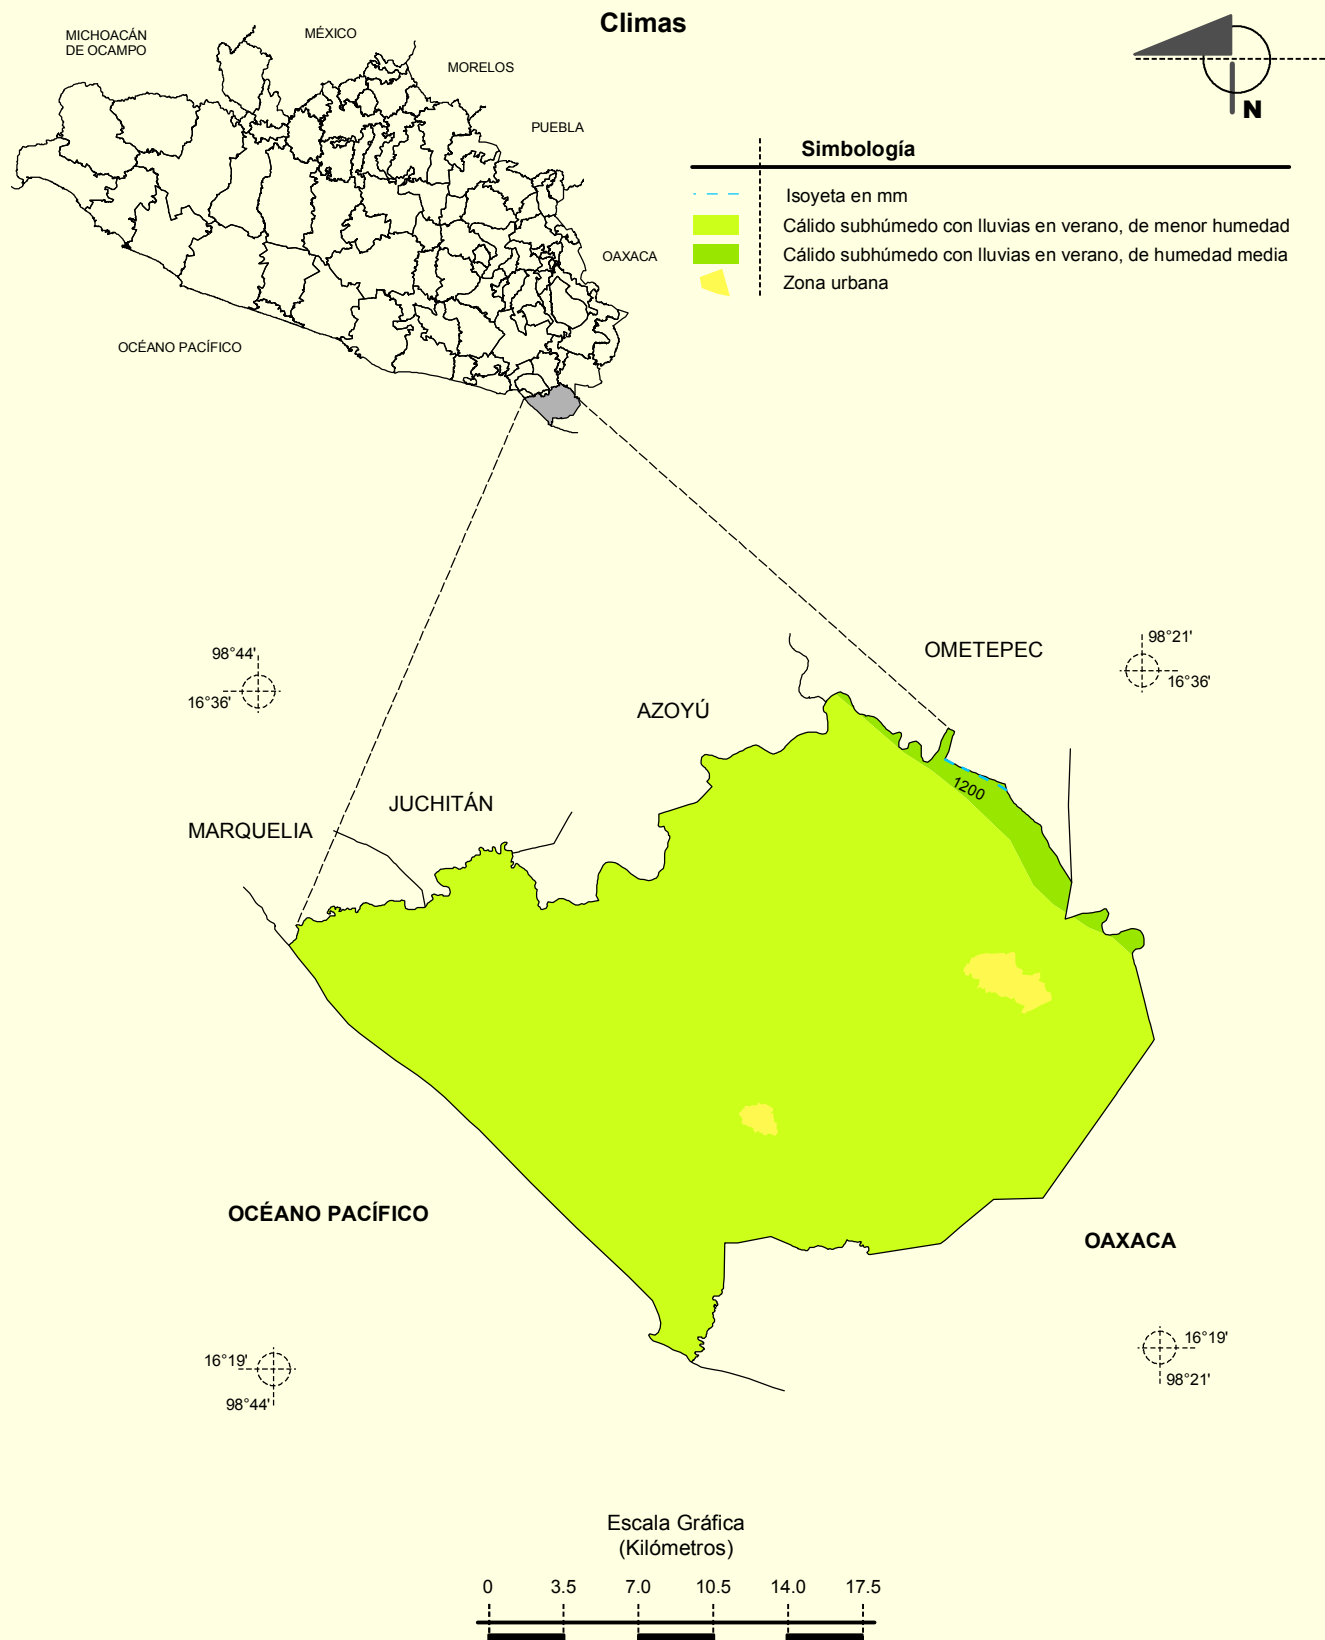 Climas
MICHOACÁN
DE OCAMPO
MÉXICO
MORELOS
PUEBLA
OAXACA
OCÉANO PACÍFICO
N
Simbología
Isoyeta en mm
Cálido subhúmedo con lluvias en verano, de menor humedad
Cálido subhúmedo con lluvias en verano, de humedad media
Zona urbana
98°44'
16°36'
98°21'
16°36'
OMETEPEC
AZOYÚ
JUCHITÁN
MARQUELIA
1200
OCÉANO PACÍFICO
OAXACA
16°19'
98°44'
16°19'
98°21'
Escala Gráfica
(Kilómetros)
0 3.5 7.0 10.5 14.0 17.5